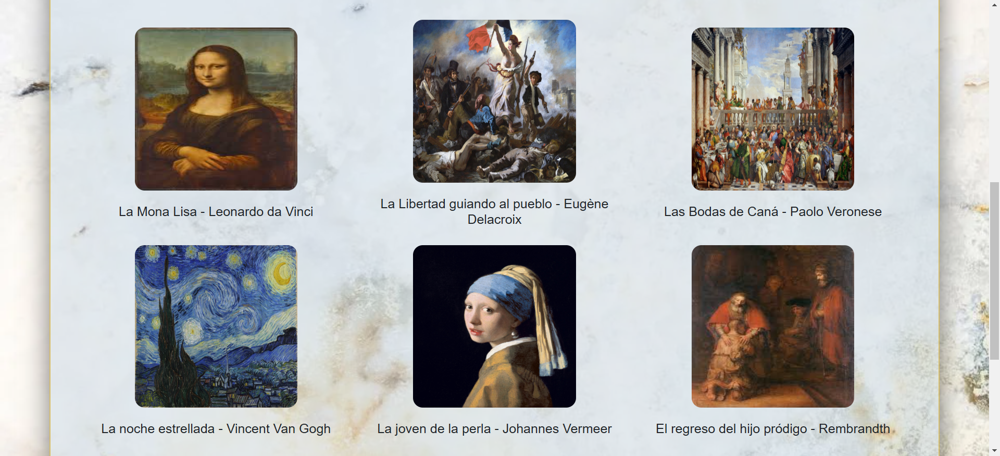 La Mona Lisa - Leonardo da Vinci
La Libertad guiando al pueblo - Eugène
Delacroix
Las Bodas de Caná - Paolo Veronese
La noche estrellada - Vincent Van Gogh
La joven de la perla - Johannes Vermeer
El regreso del hijo pródigo - Rembrandth